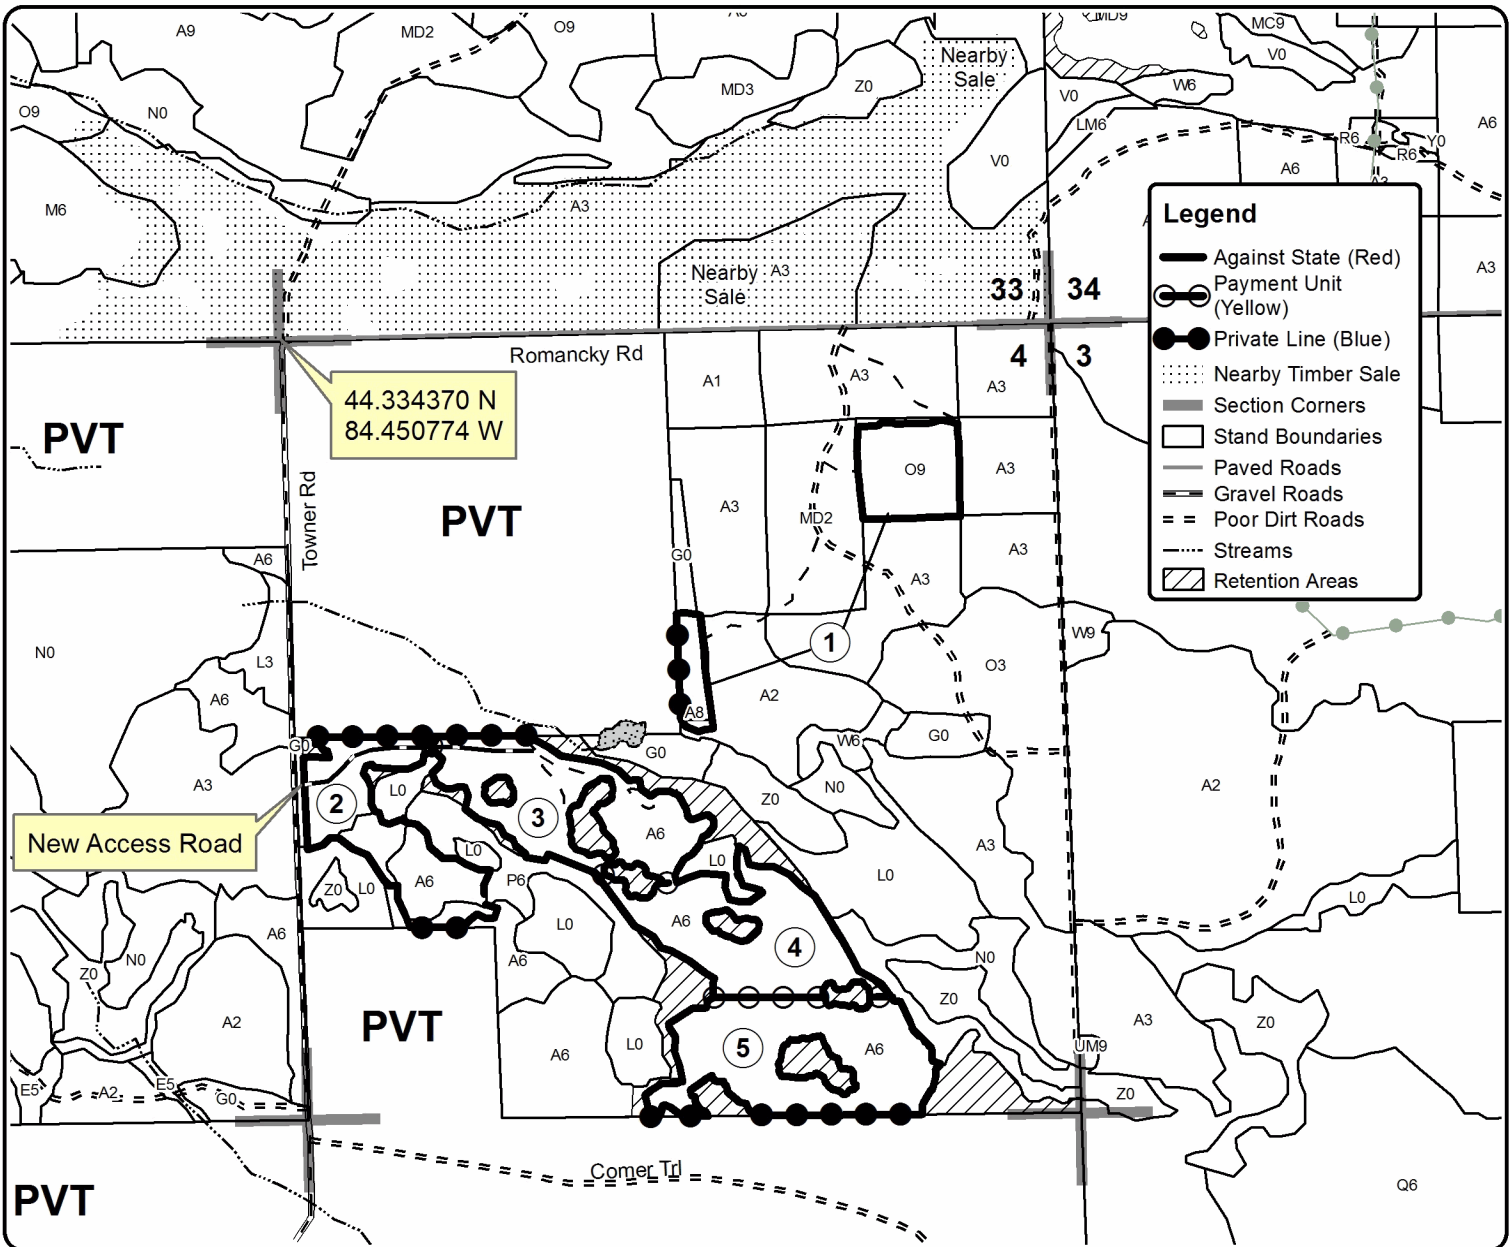 A9
MD2
O9
MD9
MC9
V0
Nearby
Sale
O9
N0
MD3
Z0
V0
W6
LM6
A6
R6
Y0
R6
A6
A3
V0
M6
A3
A3
Nearby
Sale
A3
33
34
4
3
Romancky Rd
44.334370 N
84.450774 W
A1
A3
A3
PVT
Towner Rd
PVT
O9
A3
A3
MD2
A3
A3
G0
A6
N0
L3
A6
1
W9
O3
A2
A8
G0
G0
W6
G0
A3
2
L0
3
A6
Z0
N0
A2
New Access Road
A3
L0
L0
L0
Z0
L0
A6
P6
L0
A6
4
L0
A6
A6
N0
Z0
N0
Z0
A2
PVT
A6
L0
5
A6
A3
Z0
UM9
E5
A2
E5
G0
Z0
Comer Trl
PVT
Q6
Legend
Against State (Red)
Payment Unit
(Yellow)
Private Line (Blue)
Nearby Timber Sale
Section Corners
Stand Boundaries
Paved Roads
Gravel Roads
Poor Dirt Roads
Streams
Retention Areas